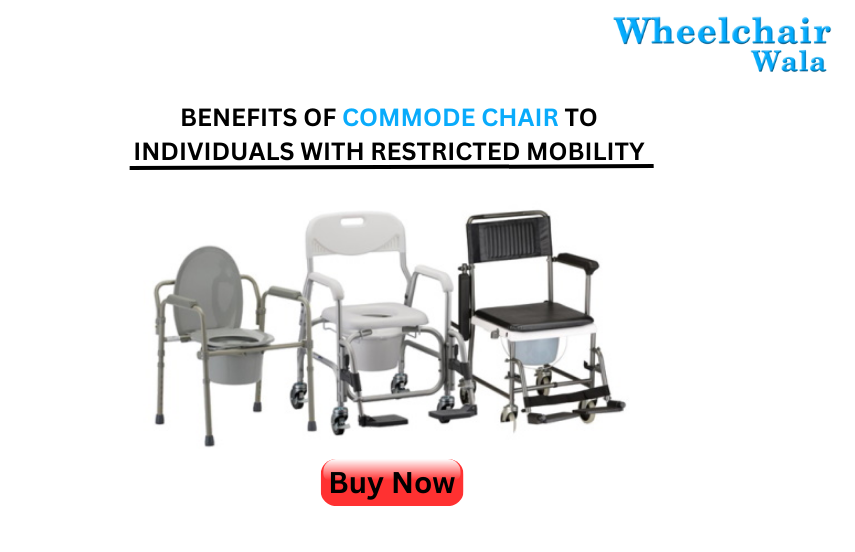 Wheelchair
Wala
BENEFITS OF COMMODE CHAIR TO
INDIVIDUALS WITH RESTRICTED MOBILITY
Buy Now